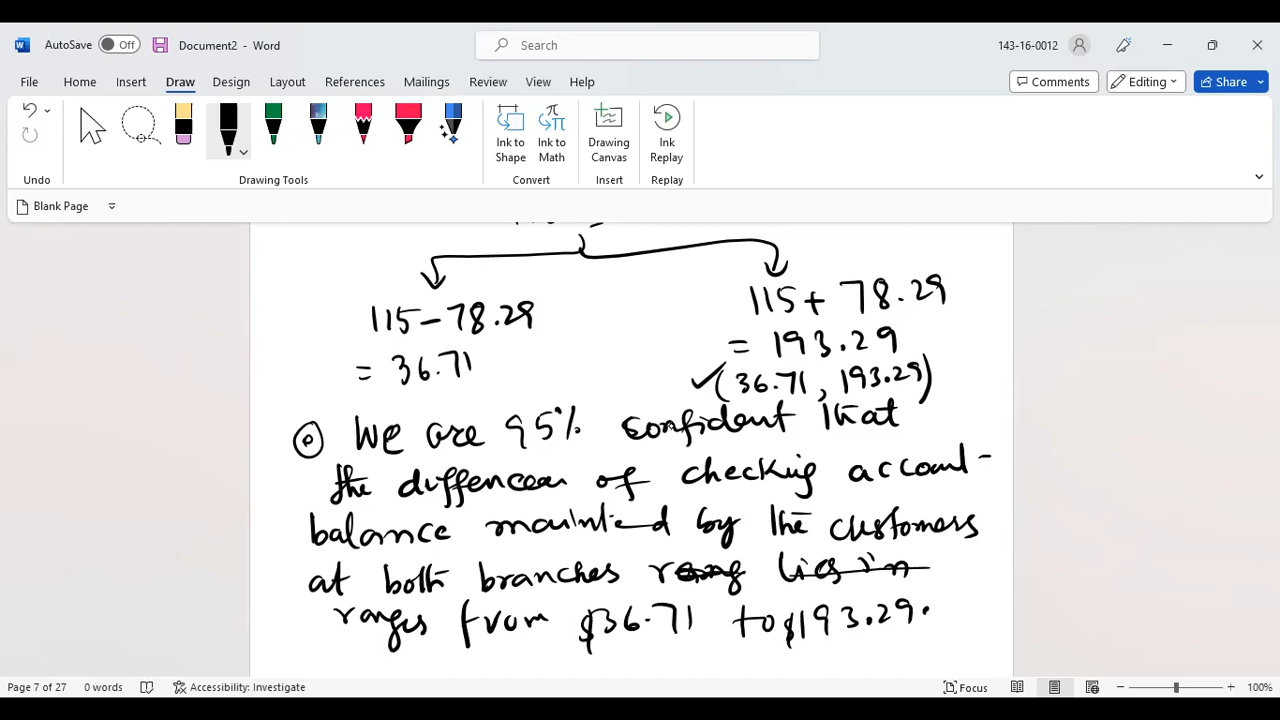 AutoSave Off Document2 - Word Search 143-16-0012
File Home Insert Draw Design Layout References Mailings Review View Help Comments Editing Share
Ink to Shape Ink to Math Drawing Canvas Ink Replay
Undo Drawing Tools Convert Insert Replay
Blank Page
115 - 78.29
= 36.71
115 + 78.29
= 193.29
(36.71, 193.29)
We are 95% confident that
the of checking account
balance by the customers
at both branches
ranges from $36.71 to $193.29.
Page 7 of 27 0 words Accessibility: Investigate Focus 100%